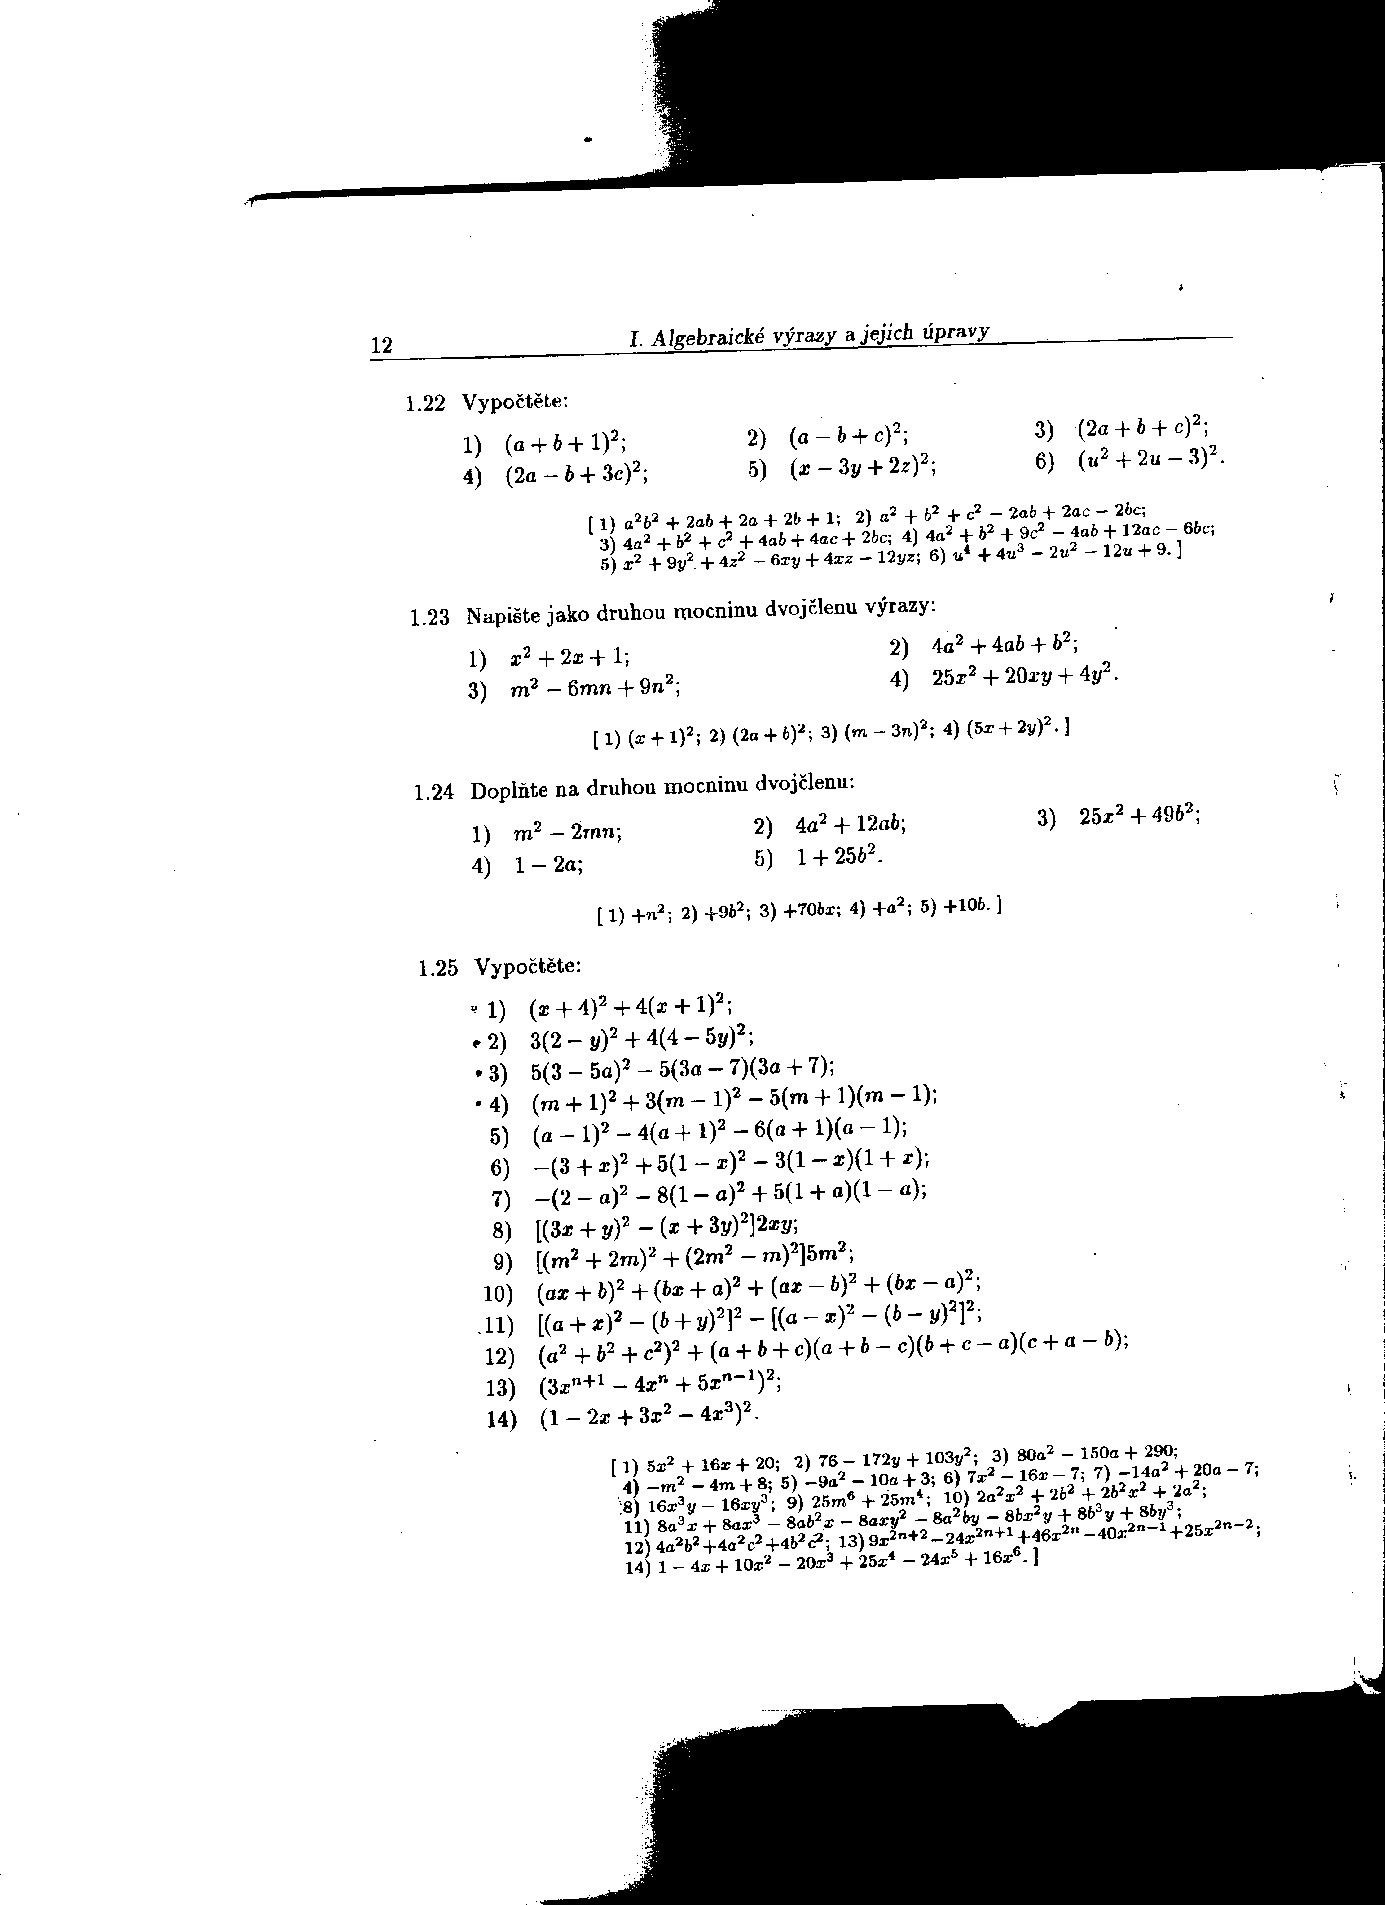 12 I. Algebraické výrazy a jejich úpravy
1.22 Vypočtěte:
1) (a + b + 1)²; 2) (a − b + c)²; 3) (2a + b + c)²;
4) (2a − b + 3c)²; 5) (x − 3y + 2z)²; 6) (u² + 2u − 3)².
[ 1) a²b² + 2ab + 2a + 2b + 1; 2) a² + b² + c² − 2ab + 2ac − 2bc;
3) 4a² + b² + c² + 4ab + 4ac + 2bc; 4) 4a² + b² + 9c² − 4ab + 12ac − 6bc;
5) x² + 9y² + 4z² − 6xy + 4xz − 12yz; 6) u⁴ + 4u³ − 2u² − 12u + 9. ]
1.23 Napište jako druhou mocninu dvojčlenu výrazy:
1) x² + 2x + 1; 2) 4a² + 4ab + b²;
3) m² − 6mn + 9n²; 4) 25x² + 20xy + 4y².
[ 1) (x + 1)²; 2) (2a + b)²; 3) (m − 3n)²; 4) (5x + 2y)². ]
1.24 Doplňte na druhou mocninu dvojčlenu:
1) m² − 2mn; 2) 4a² + 12ab; 3) 25x² + 49b²;
4) 1 − 2a; 5) 1 + 25b².
[ 1) +n²; 2) +9b²; 3) +70bx; 4) +a²; 5) +10b. ]
1.25 Vypočtěte:
1) (x + 4)² + 4(x + 1)²;
2) 3(2 − y)² + 4(4 − 5y)²;
3) 5(3 − 5a)² − 5(3a − 7)(3a + 7);
4) (m + 1)² + 3(m − 1)² − 5(m + 1)(m − 1);
5) (a − 1)² − 4(a + 1)² − 6(a + 1)(a − 1);
6) −(3 + x)² + 5(1 − x)² − 3(1 − x)(1 + x);
7) −(2 − a)² − 8(1 − a)² + 5(1 + a)(1 − a);
8) [(3x + y)² − (x + 3y)²]2xy;
9) [(m² + 2m)² + (2m² − m)²]5m²;
10) (ax + b)² + (bx + a)² + (ax − b)² + (bx − a)²;
11) [(a + x)² − (b + y)²]² − [(a − x)² − (b − y)²]²;
12) (a² + b² + c²)² + (a + b + c)(a + b − c)(b + c − a)(c + a − b);
13) (3xⁿ⁺¹ − 4xⁿ + 5xⁿ⁻¹)²;
14) (1 − 2x + 3x² − 4x³)².
[ 1) 5x² + 16x + 20; 2) 76 − 172y + 103y²; 3) 80a² − 150a + 290;
4) −m² − 4m + 8; 5) −9a² − 10a + 3; 6) 7x² − 16x − 7; 7) −14a² + 20a − 7;
8) 16x³y − 16xy³; 9) 25m⁶ + 25m⁴; 10) 2a²x² + 2b² + 2b²x² + 2a²;
11) 8a³x + 8ax³ − 8ab²x − 8axy² − 8a²by − 8bx²y + 8b³y + 8by³;
12) 4a²b²+4a²c²+4b²c²; 13) 9x²ⁿ⁺²−24x²ⁿ⁺¹+46x²ⁿ−40x²ⁿ⁻¹+25x²ⁿ⁻²;
14) 1 − 4x + 10x² − 20x³ + 25x⁴ − 24x⁵ + 16x⁶. ]